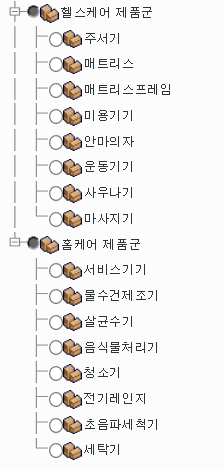 헬스케어 제품군
주서기
매트리스
매트리스프레임
미용기기
안마의자
운동기기
사우나기
마사지기
홈케어 제품군
서비스기기
물수건제조기
살균수기
음식물처리기
청소기
전기레인지
초음파세척기
세탁기